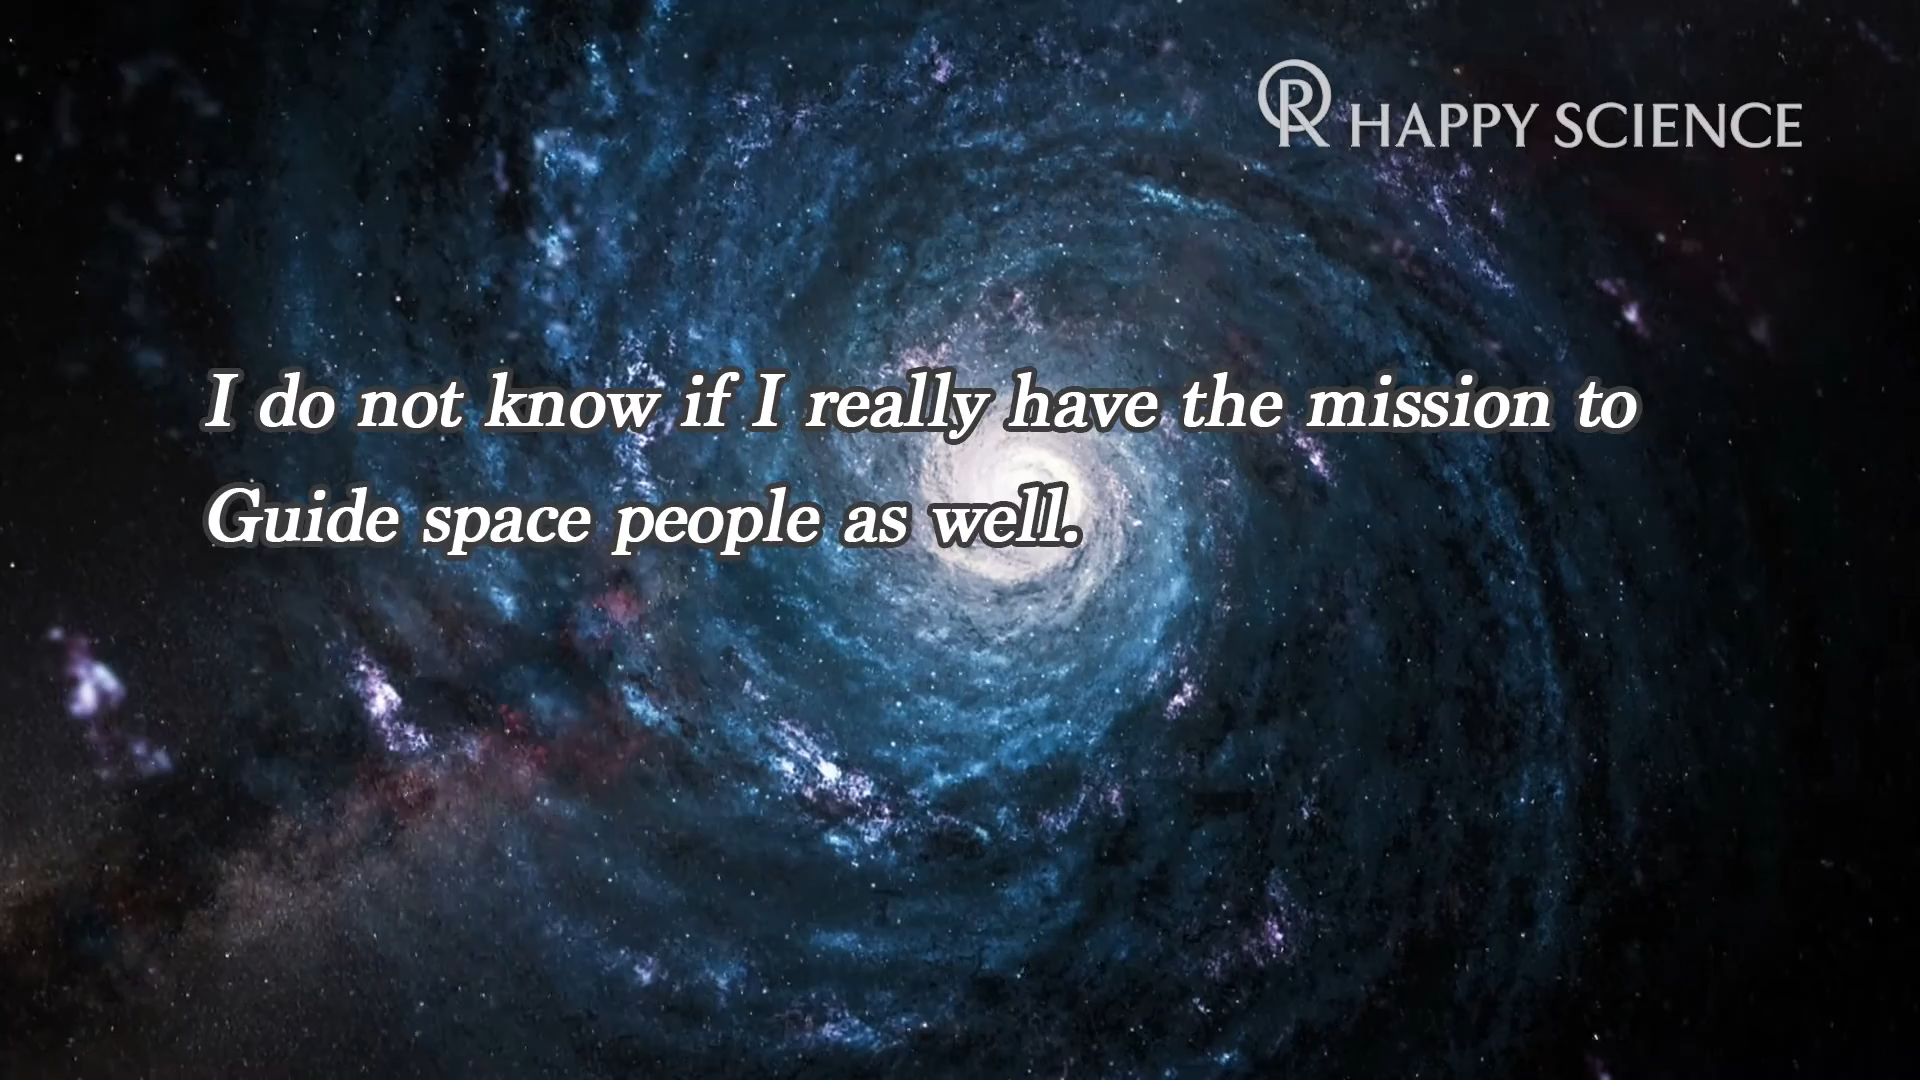 HAPPY SCIENCE
I do not know if I really have the mission to
Guide space people as well.